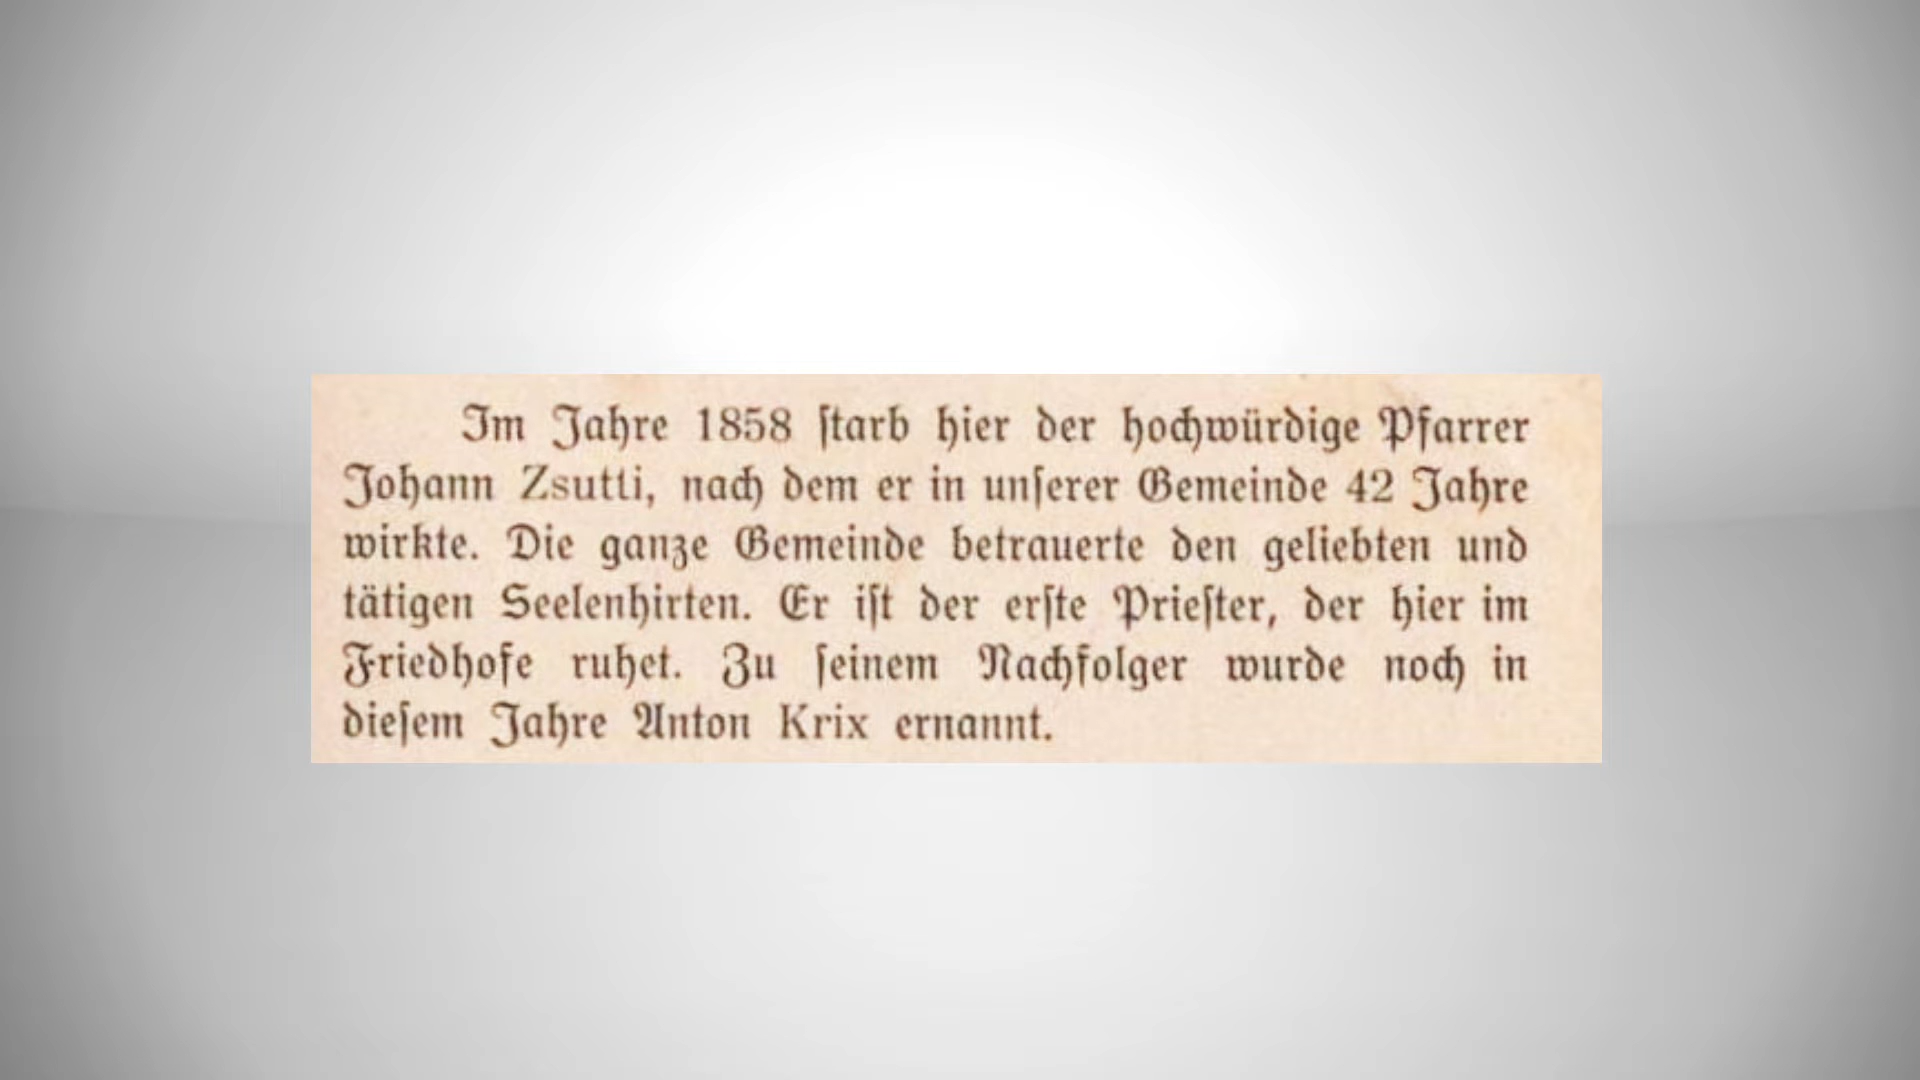 Im Jahre 1858 ſtarb hier der hochwürdige Pfarrer
Johann Zsutti, nach dem er in unſerer Gemeinde 42 Jahre
wirkte. Die ganze Gemeinde betrauerte den geliebten und
tätigen Seelenhirten. Er iſt der erſte Prieſter, der hier im
Friedhofe ruhet. Zu ſeinem Nachfolger wurde noch in
dieſem Jahre Anton Krix ernannt.